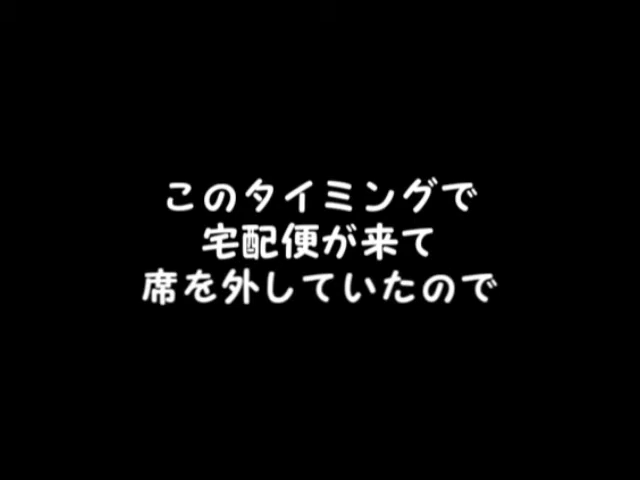 このタイミングで
宅配便が来て
席を外していたので